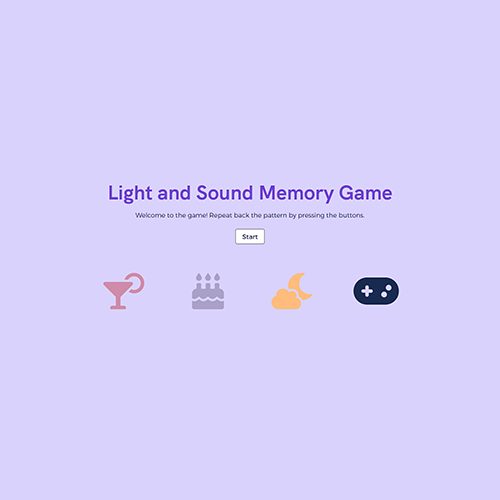 Light and Sound Memory Game
Welcome to the game! Repeat back the pattern by pressing the buttons.
Start